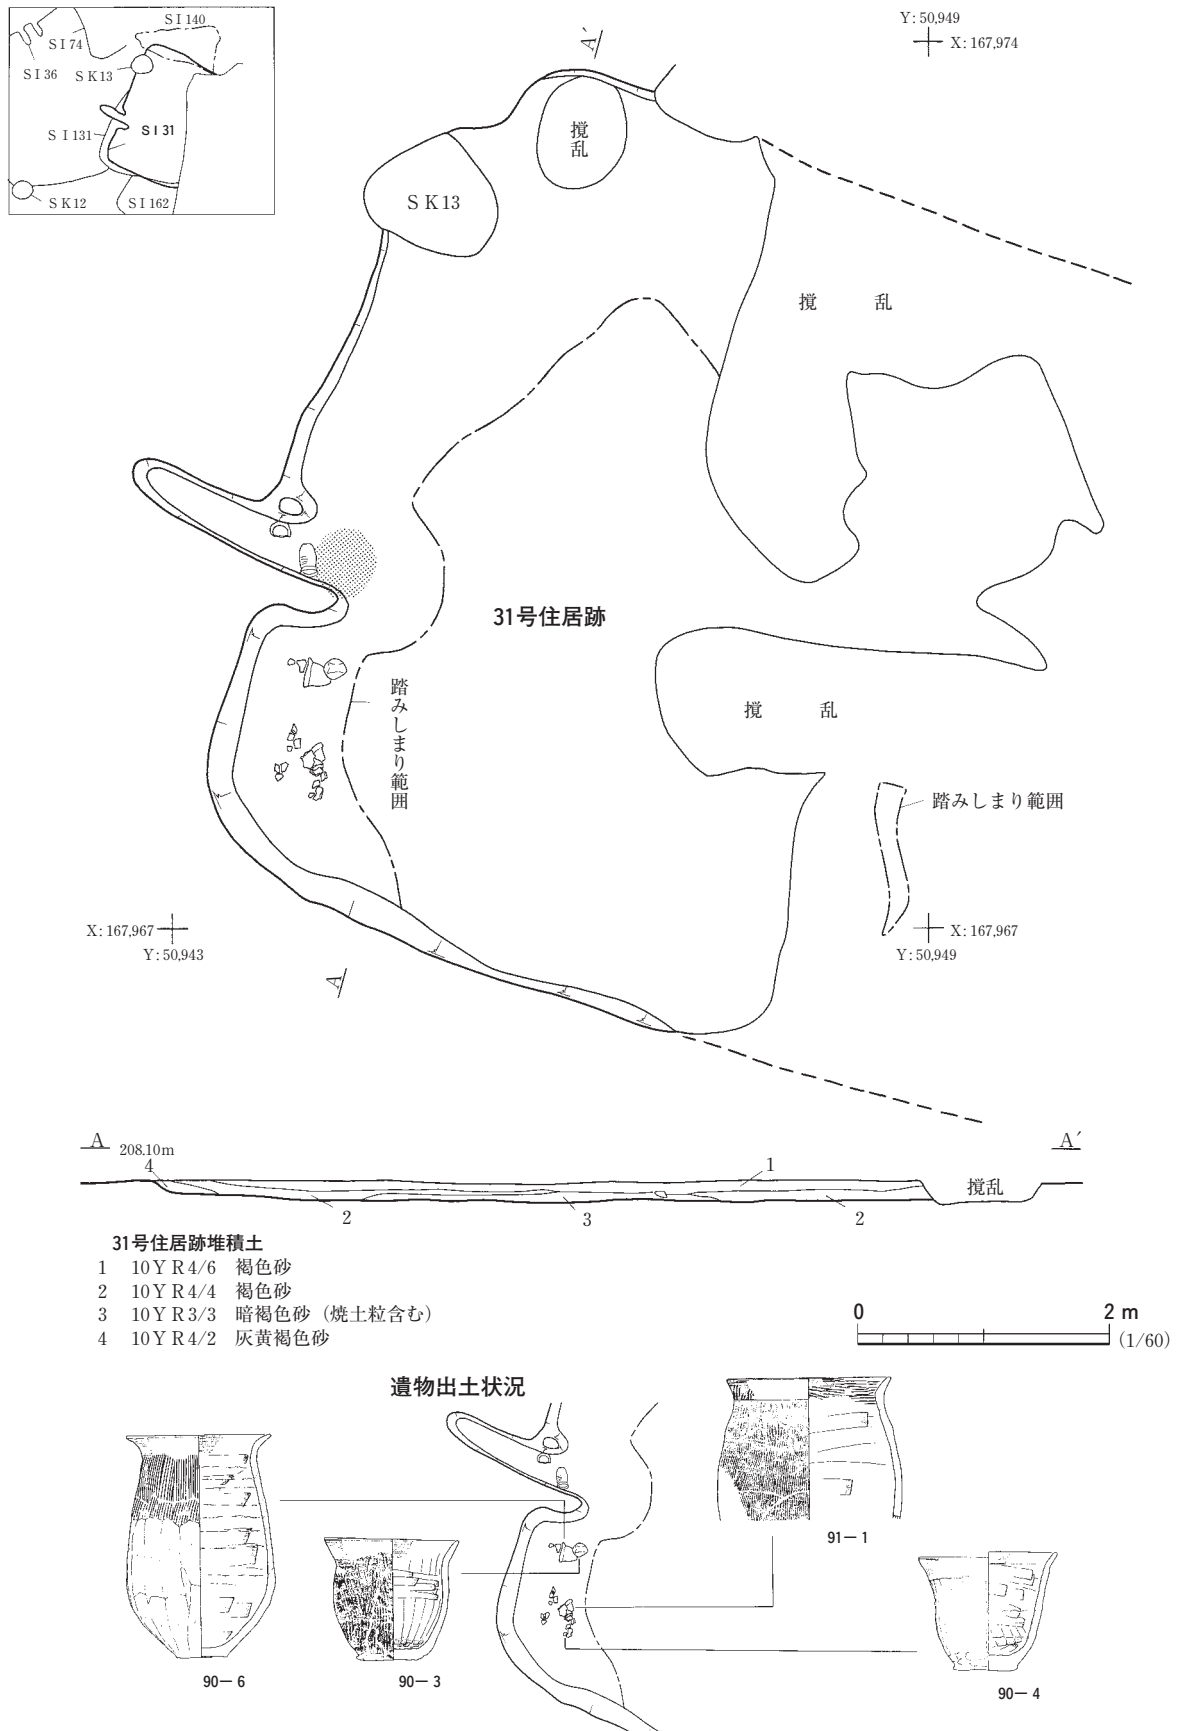 SI140
SI74
SI36
SK13
SI131
SI31
SK12
SI162
A′
Y: 50,949
X: 167,974
撹乱
SK13
撹　乱
31号住居跡
踏みしまり範囲
撹　乱
踏みしまり範囲
X: 167,967
Y: 50,943
X: 167,967
Y: 50,949
A
A 208.10m A′
4
1
撹乱
2
3
2
31号住居跡堆積土
1 10YR4/6 褐色砂
2 10YR4/4 褐色砂
3 10YR3/3 暗褐色砂（焼土粒含む）
4 10YR4/2 灰黄褐色砂
0 2 m
(1/60)
遺物出土状況
91－1
90－6
90－3
90－4